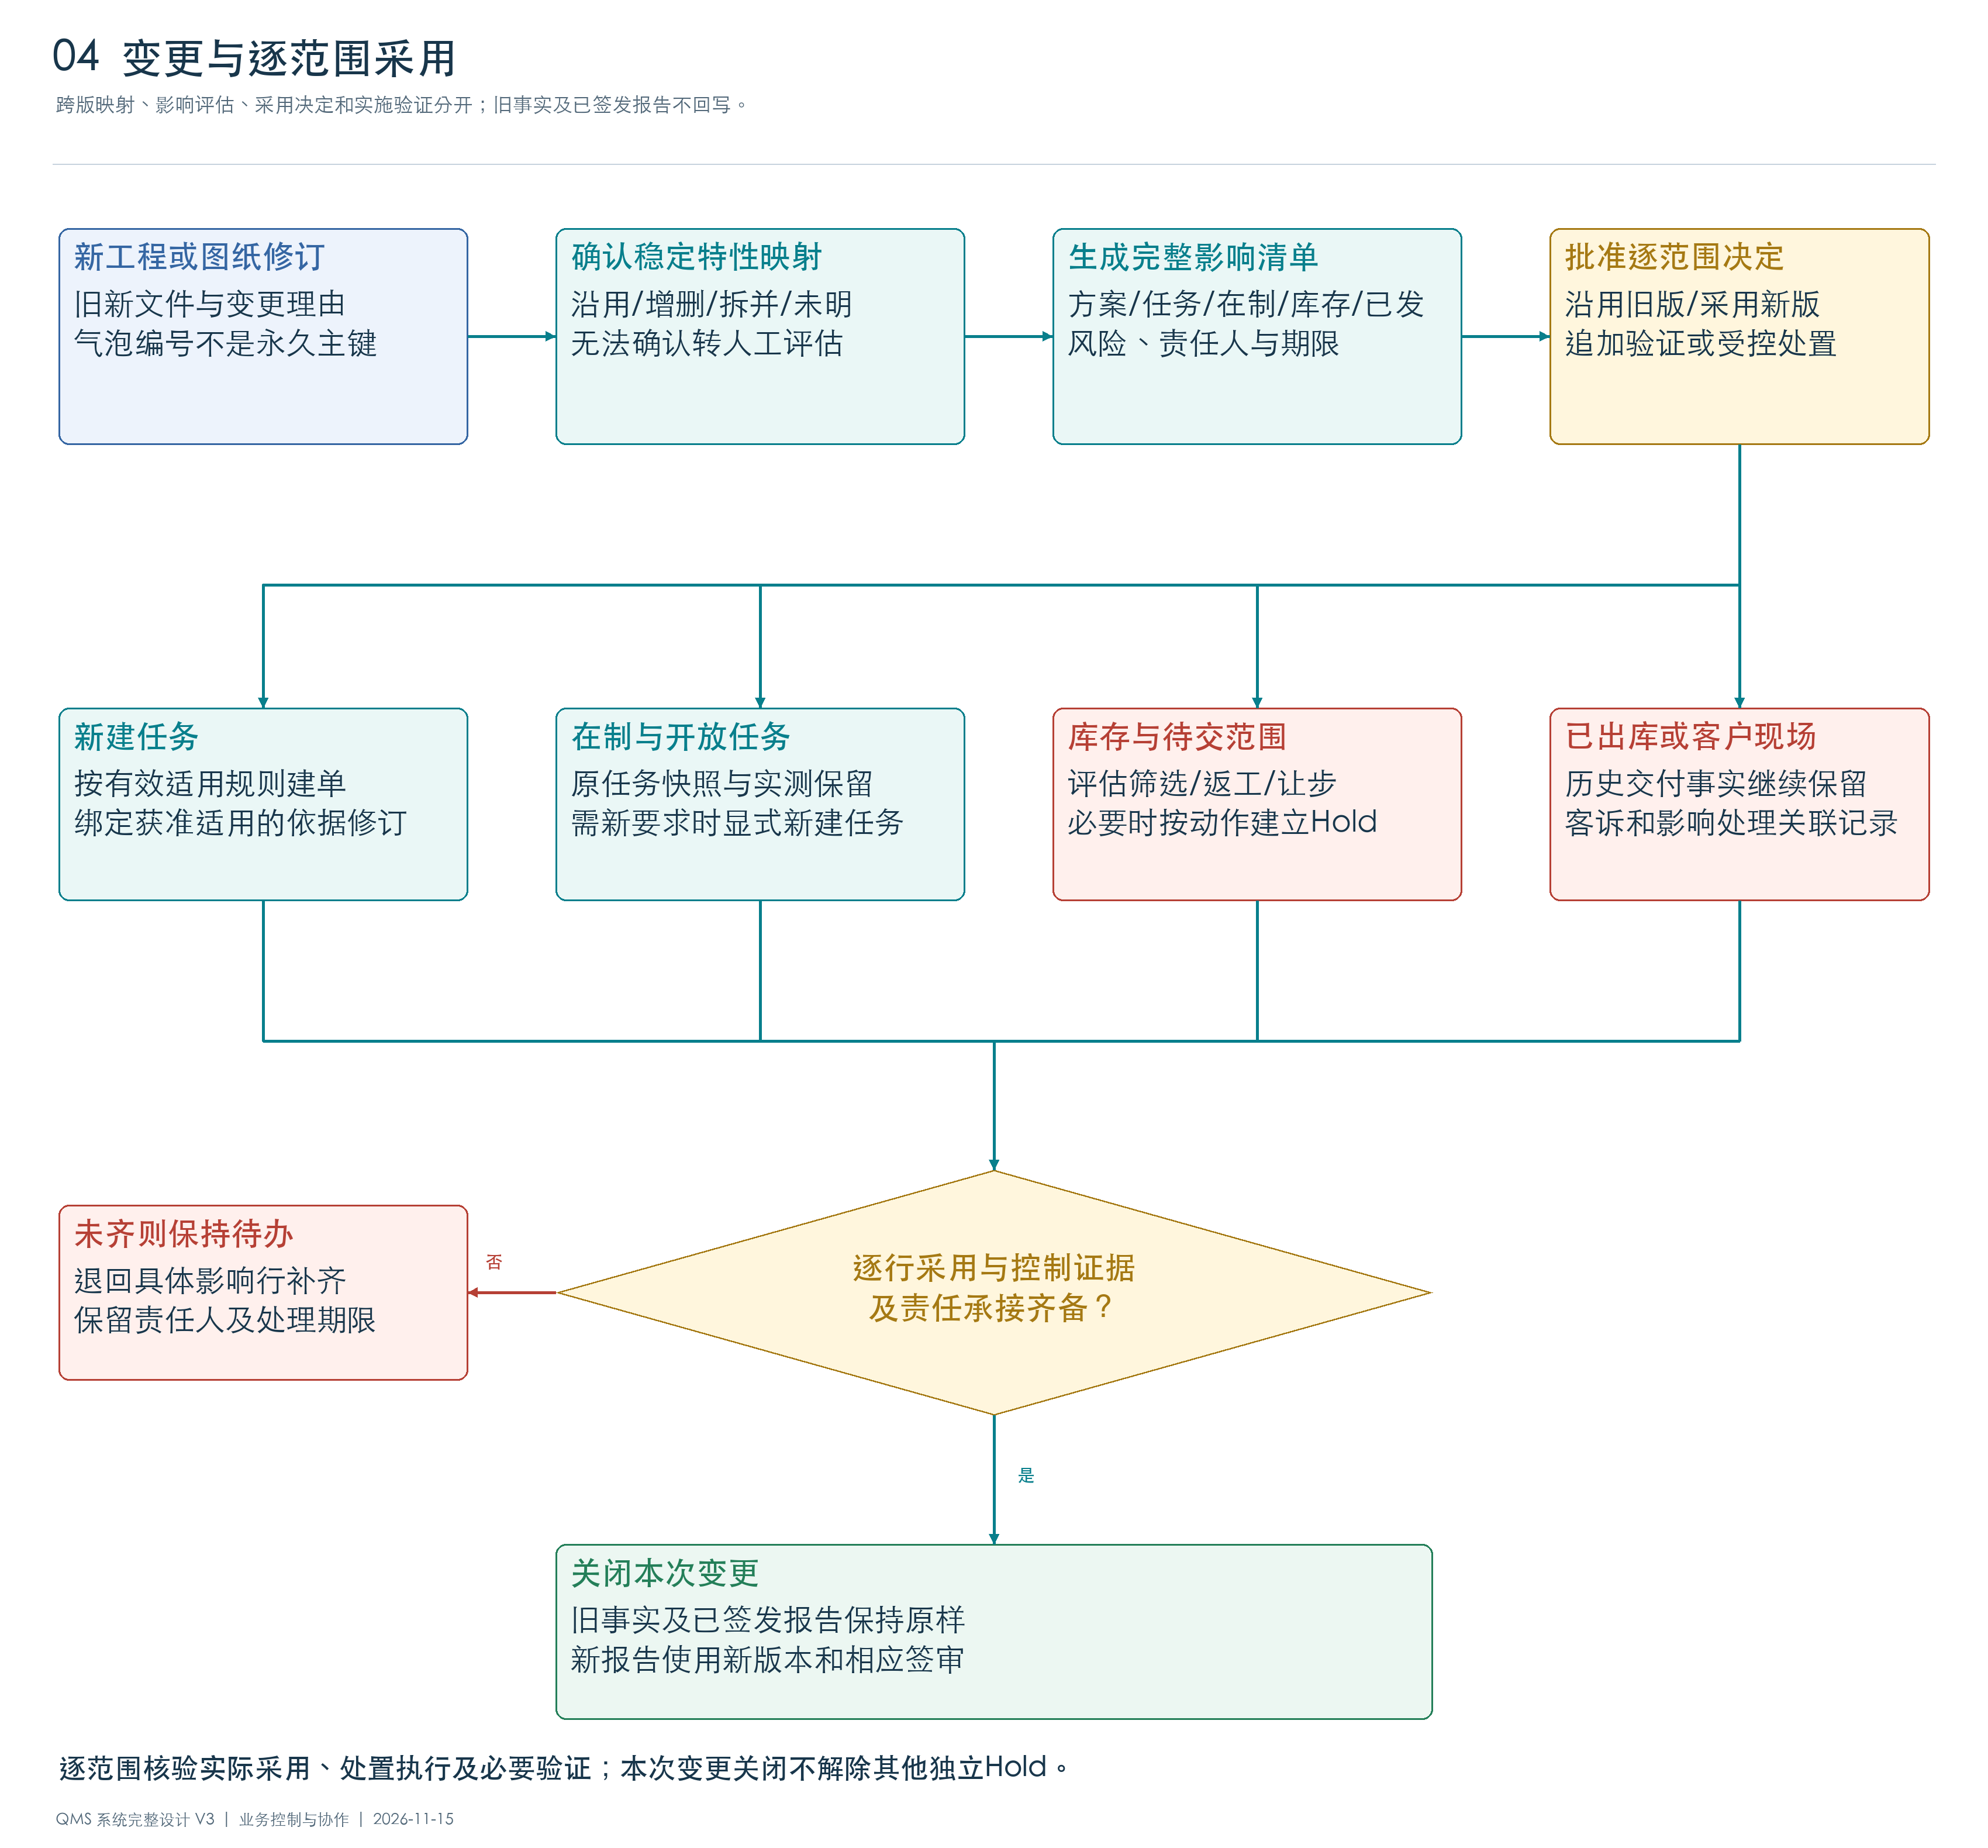 04 变更与逐范围采用
跨版映射、影响评估、采用决定和实施验证分开；旧事实及已签发报告不回写。
新工程或图纸修订
旧新文件与变更理由
气泡编号不是永久主键
确认稳定特性映射
沿用/增删/拆并/未明
无法确认转人工评估
生成完整影响清单
方案/任务/在制/库存/已发
风险、责任人与期限
批准逐范围决定
沿用旧版/采用新版
追加验证或受控处置
新建任务
按有效适用规则建单
绑定获准适用的依据修订
在制与开放任务
原任务快照与实测保留
需新要求时显式新建任务
库存与待交范围
评估筛选/返工/让步
必要时按动作建立Hold
已出库或客户现场
历史交付事实继续保留
客诉和影响处理关联记录
未齐则保持待办
退回具体影响行补齐
保留责任人及处理期限
否
逐行采用与控制证据
及责任承接齐备？
是
关闭本次变更
旧事实及已签发报告保持原样
新报告使用新版本和相应签审
逐范围核验实际采用、处置执行及必要验证；本次变更关闭不解除其他独立Hold。
QMS 系统完整设计 V3 | 业务控制与协作 | 2026-11-15